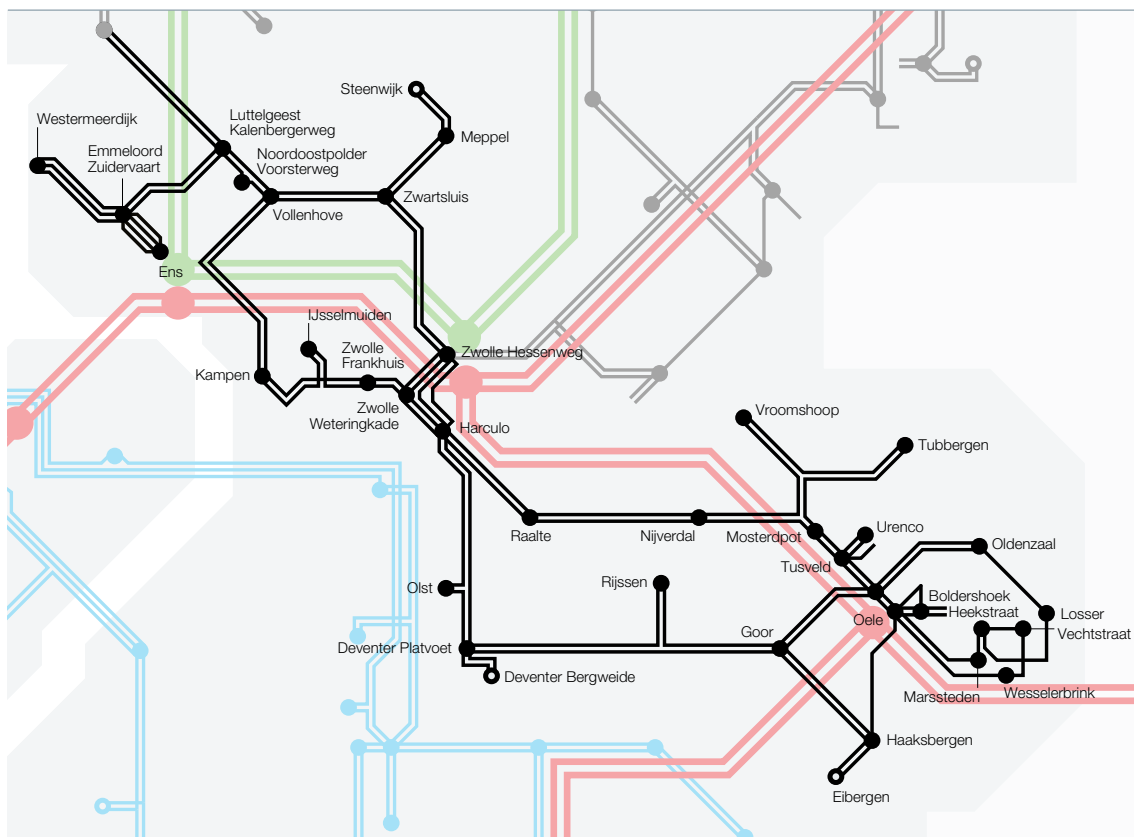 Steenwijk
Westermeerdijk
Luttelgeest
Kalenbergerweg
Meppel
Emmeloord
Zuidervaart
Noordoostpolder
Voorsterweg
Zwartsluis
Vollenhove
Ens
IJsselmuiden
Zwolle
Frankhuis
Zwolle Hessenweg
Kampen
Zwolle
Weteringkade
Harculo
Vroomshoop
Tubbergen
Raalte
Nijverdal
Mosterdpot
Urenco
Tusveld
Oldenzaal
Olst
Rijssen
Boldershoek
Oele
Heekstraat
Losser
Vechtstraat
Goor
Deventer Platvoet
Deventer Bergweide
Marssteden
Wesselerbrink
Haaksbergen
Eibergen